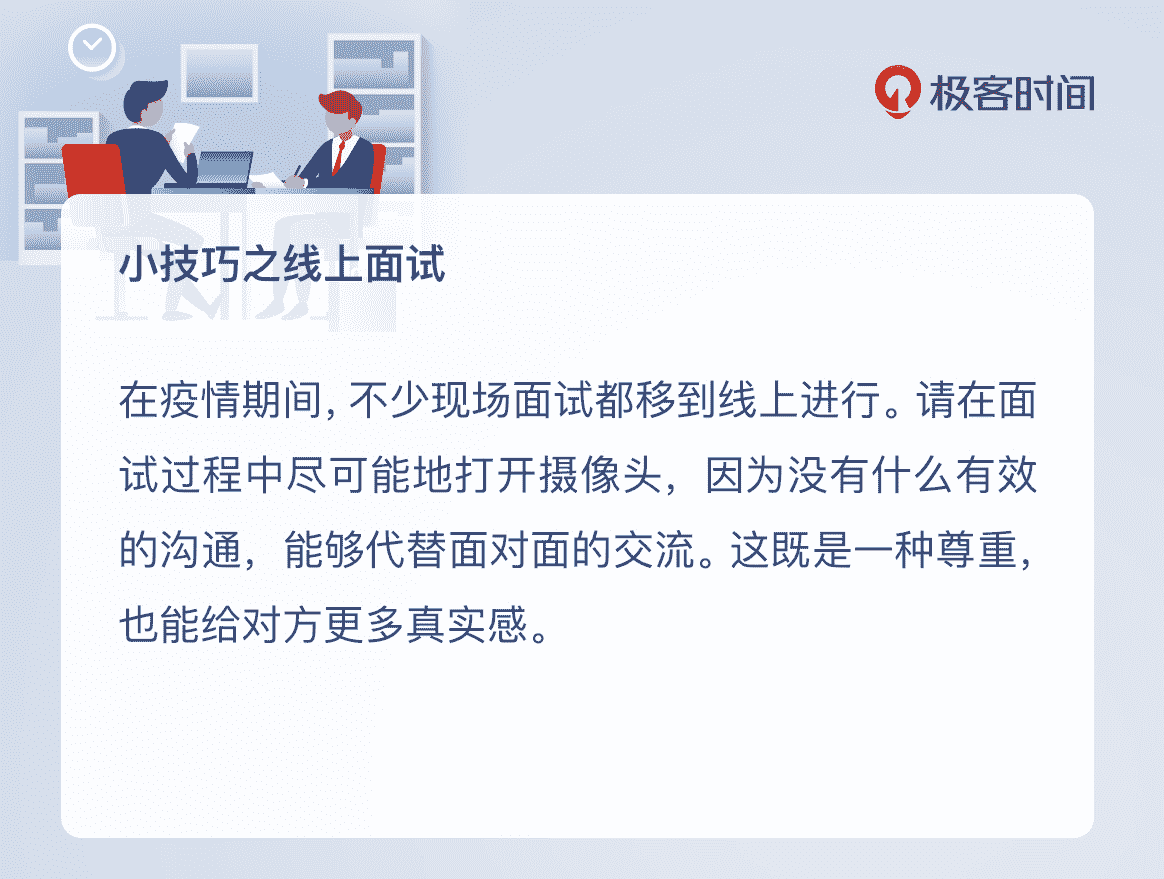 极客时间
小技巧之线上面试
在疫情期间，不少现场面试都移到线上进行。请在面
试过程中尽可能地打开摄像头，因为没有什么有效
的沟通，能够代替面对面的交流。这既是一种尊重，
也能给对方更多真实感。